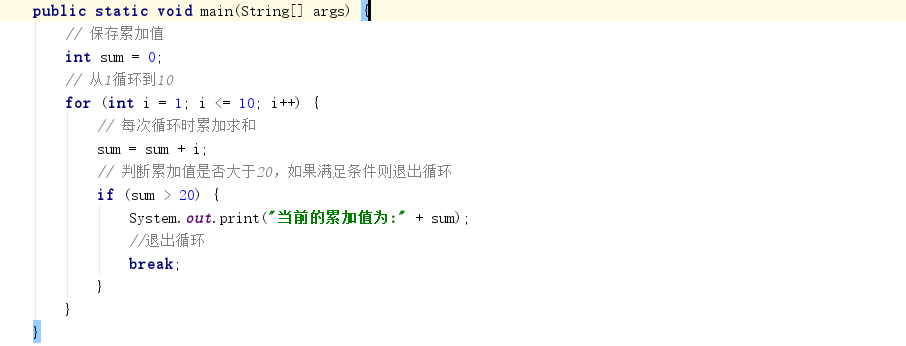 public static void main(String[] args) {
// 保存累加值
int sum = 0;
// 从1循环到10
for (int i = 1; i <= 10; i++) {
// 每次循环时累加求和
sum = sum + i;
// 判断累加值是否大于20，如果满足条件则退出循环
if (sum > 20) {
System.out.print("当前的累加值为:" + sum);
//退出循环
break;
}
}
}